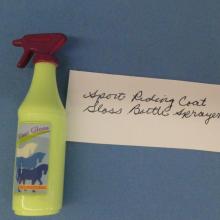 Sport Riding Coat
Gloss Bottle Sprayer